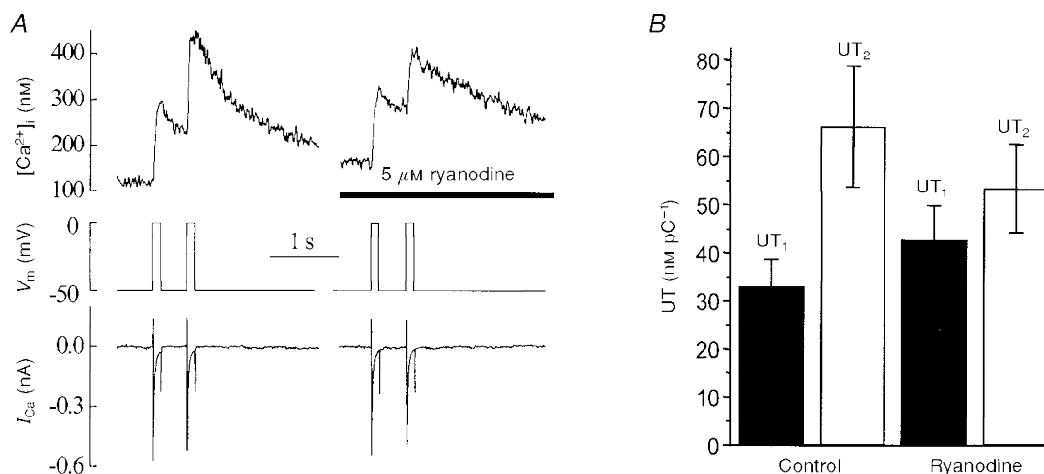 A
[Ca²⁺]ᵢ (nM)
400
300
200
100
5 μM ryanodine
Vₘ (mV)
0
-50
1 s
I_Ca (nA)
0.0
-0.3
-0.6
B
UT (nM pC⁻¹)
80
70
60
50
40
30
20
10
0
UT₁
UT₂
UT₁
UT₂
Control
Ryanodine